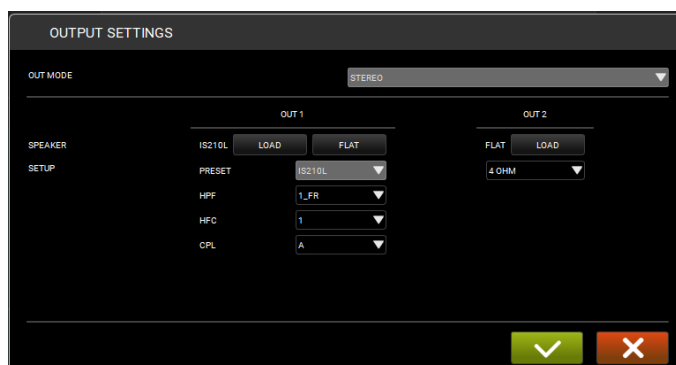 OUTPUT SETTINGS
OUT MODE STEREO
OUT 1 OUT 2
SPEAKER IS210L LOAD FLAT FLAT LOAD
SETUP PRESET IS210L 4 OHM
HPF 1_FR
HFC 1
CPL A